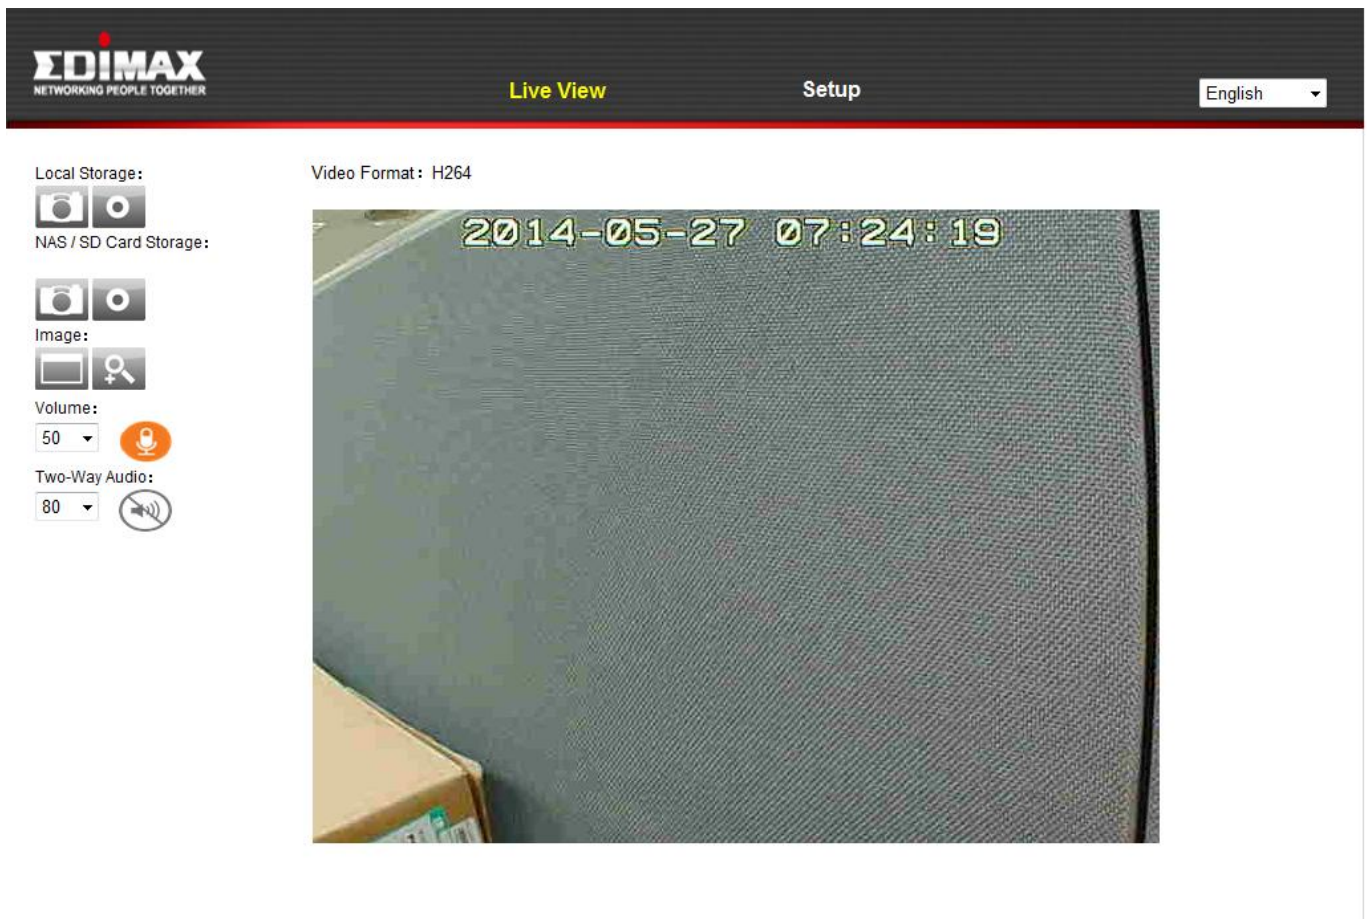 EDIMAX
NETWORKING PEOPLE TOGETHER
Live View
Setup
English
Local Storage:
NAS / SD Card Storage:
Image:
Volume:
50
Two-Way Audio:
80
Video Format: H264
2014-05-27 07:24:19